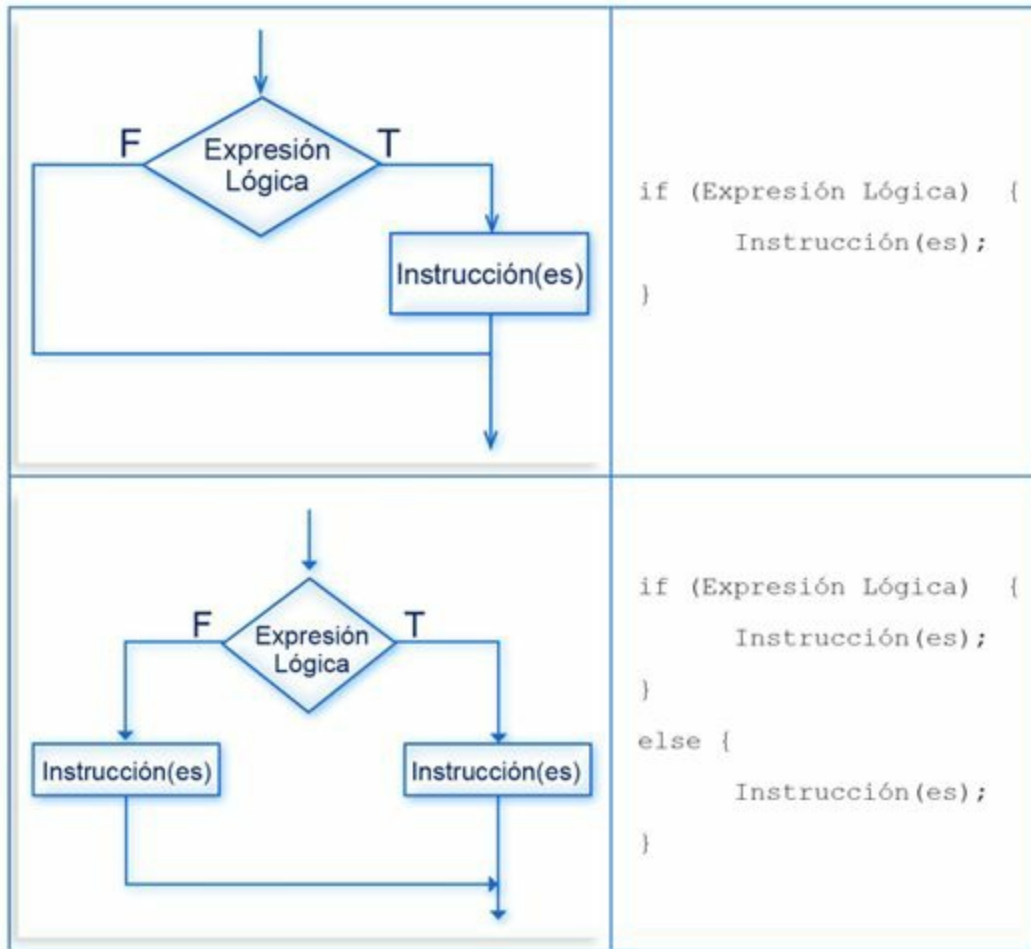 F
T
Expresión
Lógica
Instrucción(es)
if (Expresión Lógica) {
Instrucción(es);
}
F
T
Expresión
Lógica
Instrucción(es)
Instrucción(es)
if (Expresión Lógica) {
Instrucción(es);
}
else {
Instrucción(es);
}